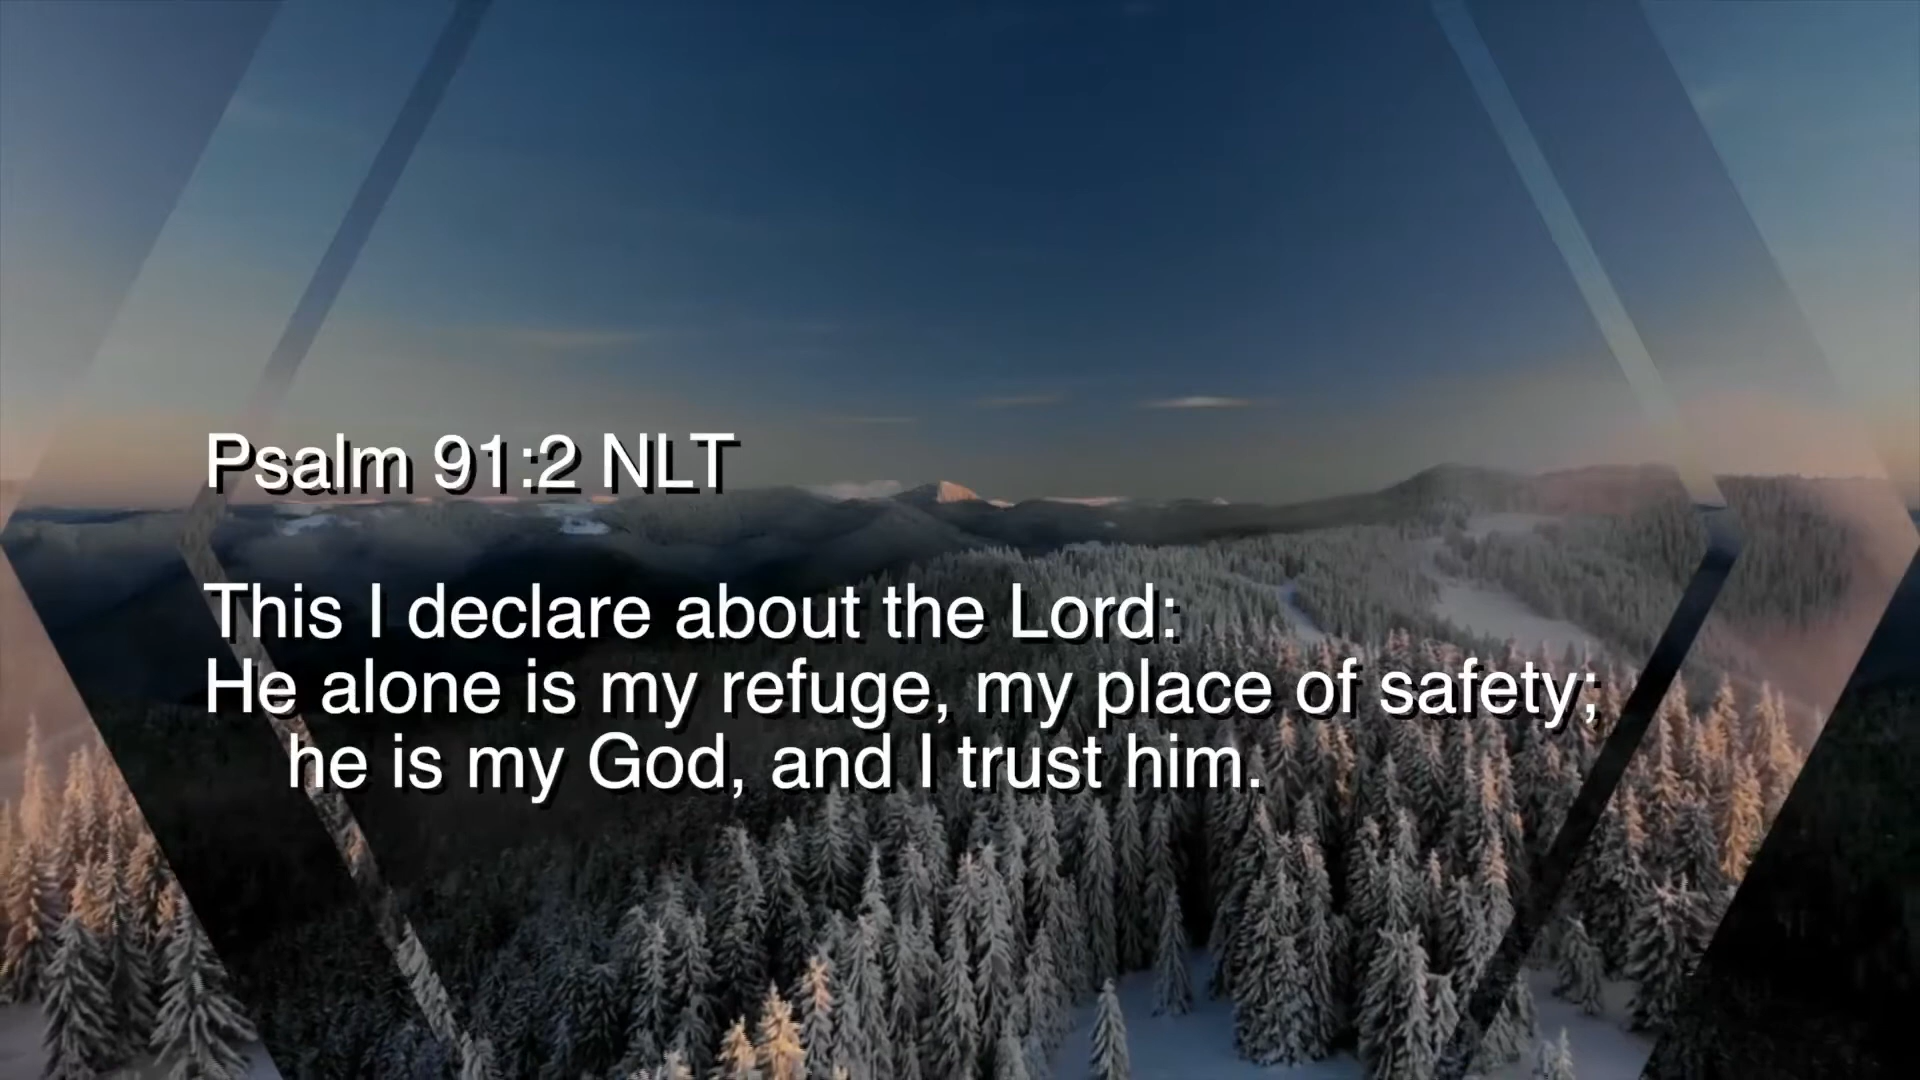 Psalm 91:2 NLT
This I declare about the Lord:
He alone is my refuge, my place of safety;
he is my God, and I trust him.